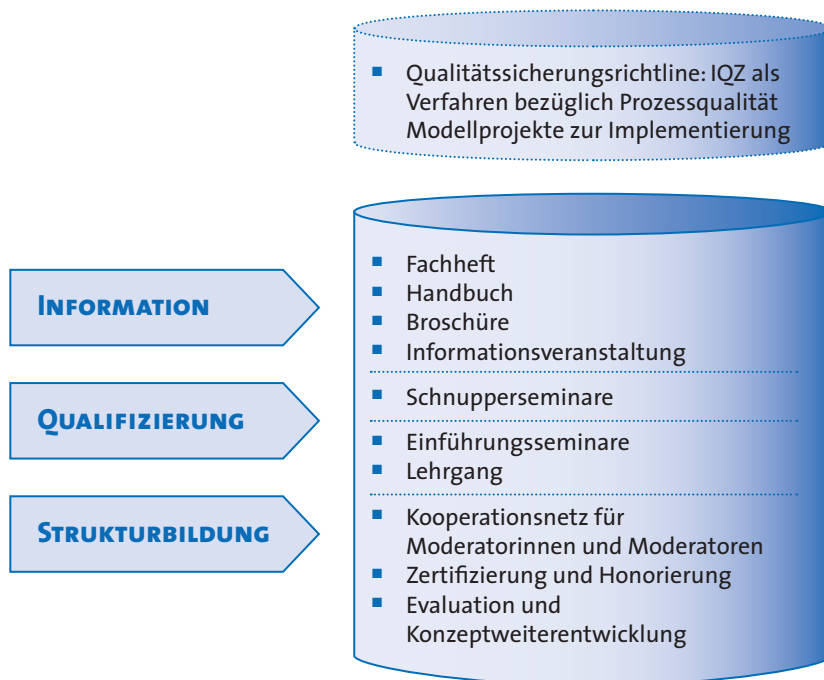 Qualitätssicherungsrichtline: IQZ als
Verfahren bezüglich Prozessqualität
Modellprojekte zur Implementierung
INFORMATION
Fachheft
Handbuch
Broschüre
Informationsveranstaltung
QUALIFIZIERUNG
Schnupperseminare
Einführungsseminare
Lehrgang
STRUKTURBILDUNG
Kooperationsnetz für
Moderatorinnen und Moderatoren
Zertifizierung und Honorierung
Evaluation und
Konzeptweiterentwicklung